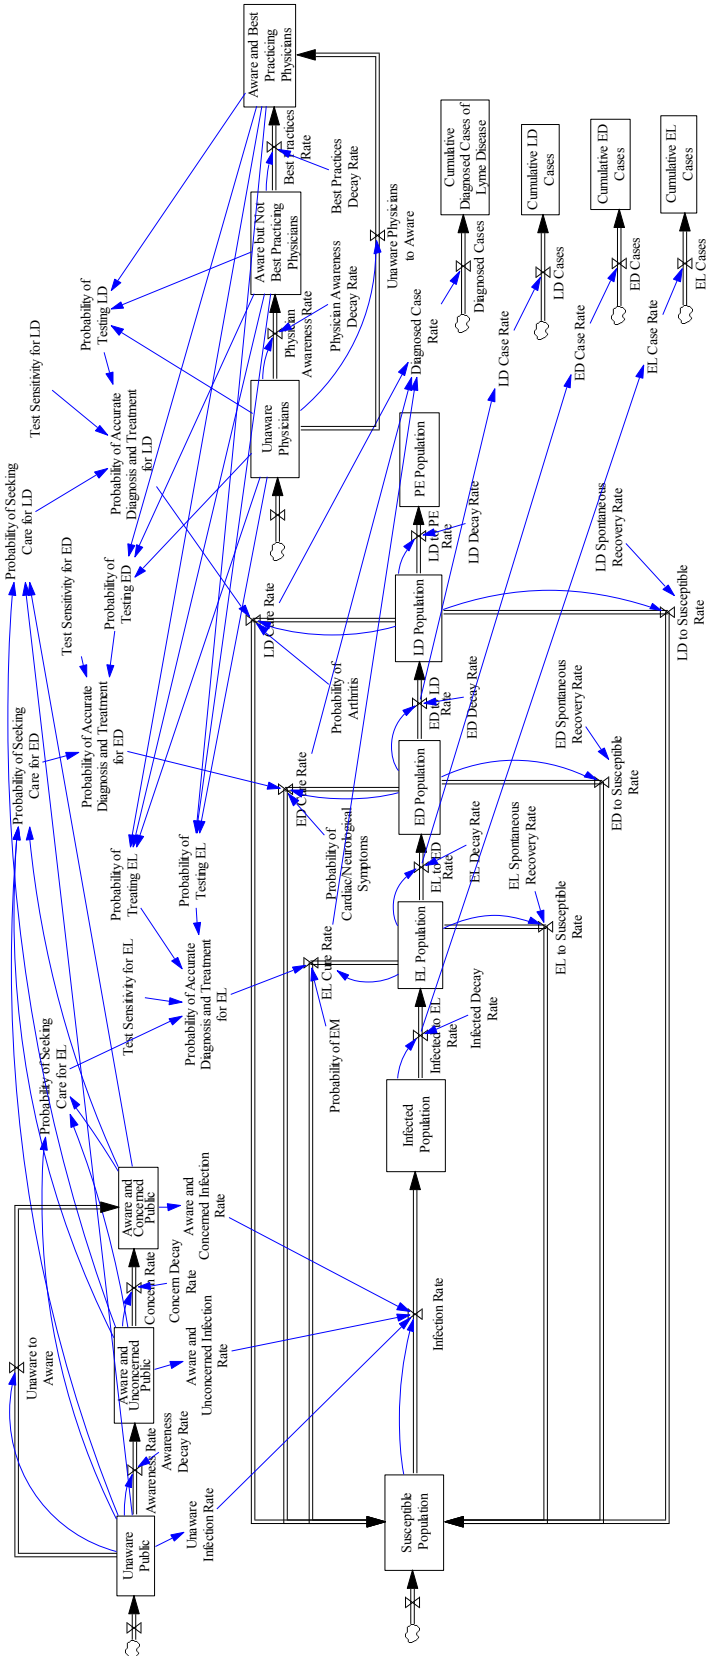 Unaware to
Aware
Unaware
Public
Awareness Rate
Awareness
Decay Rate
Aware and
Unconcerned
Public
Concern Rate
Concern Decay
Rate
Aware and
Concerned
Public
Unaware
Infection Rate
Aware and
Unconcerned Infection
Rate
Aware and
Concerned Infection
Rate
Probability of Seeking
Care for EL
Probability of Seeking
Care for ED
Probability of Seeking
Care for LD
Test Sensitivity for EL
Test Sensitivity for ED
Test Sensitivity for LD
Probability of
Treating EL
Probability of
Testing EL
Probability of Accurate
Diagnosis and Treatment
for EL
Probability of Accurate
Diagnosis and Treatment
for ED
Probability of
Testing ED
Probability of Accurate
Diagnosis and Treatment
for LD
Probability of
Testing LD
Unaware
Physicians
Physician
Awareness Rate
Physician Awareness
Decay Rate
Aware but Not
Best Practicing
Physicians
Best Practices
Rate
Best Practices
Decay Rate
Aware and Best
Practicing
Physicians
Unaware Physicians
to Aware
Probability of EM
EL Cure Rate
Probability of
Cardiac/Neurological
Symptoms
ED Cure Rate
Probability of
Arthritis
LD Cure Rate
Susceptible
Population
Infection Rate
Infected
Population
Infected to EL
Rate
Infected Decay
Rate
EL Population
EL to ED
Rate
EL Decay Rate
ED Population
ED to LD
Rate
ED Decay Rate
LD Population
LD to PE
Rate
LD Decay Rate
PE Population
EL Spontaneous
Recovery Rate
EL to Susceptible
Rate
ED Spontaneous
Recovery Rate
ED to Susceptible
Rate
LD Spontaneous
Recovery Rate
LD to Susceptible
Rate
Diagnosed Case
Rate
Diagnosed Cases
Cumulative
Diagnosed Cases of
Lyme Disease
LD Case Rate
LD Cases
Cumulative LD
Cases
ED Case Rate
ED Cases
Cumulative ED
Cases
EL Case Rate
EL Cases
Cumulative EL
Cases